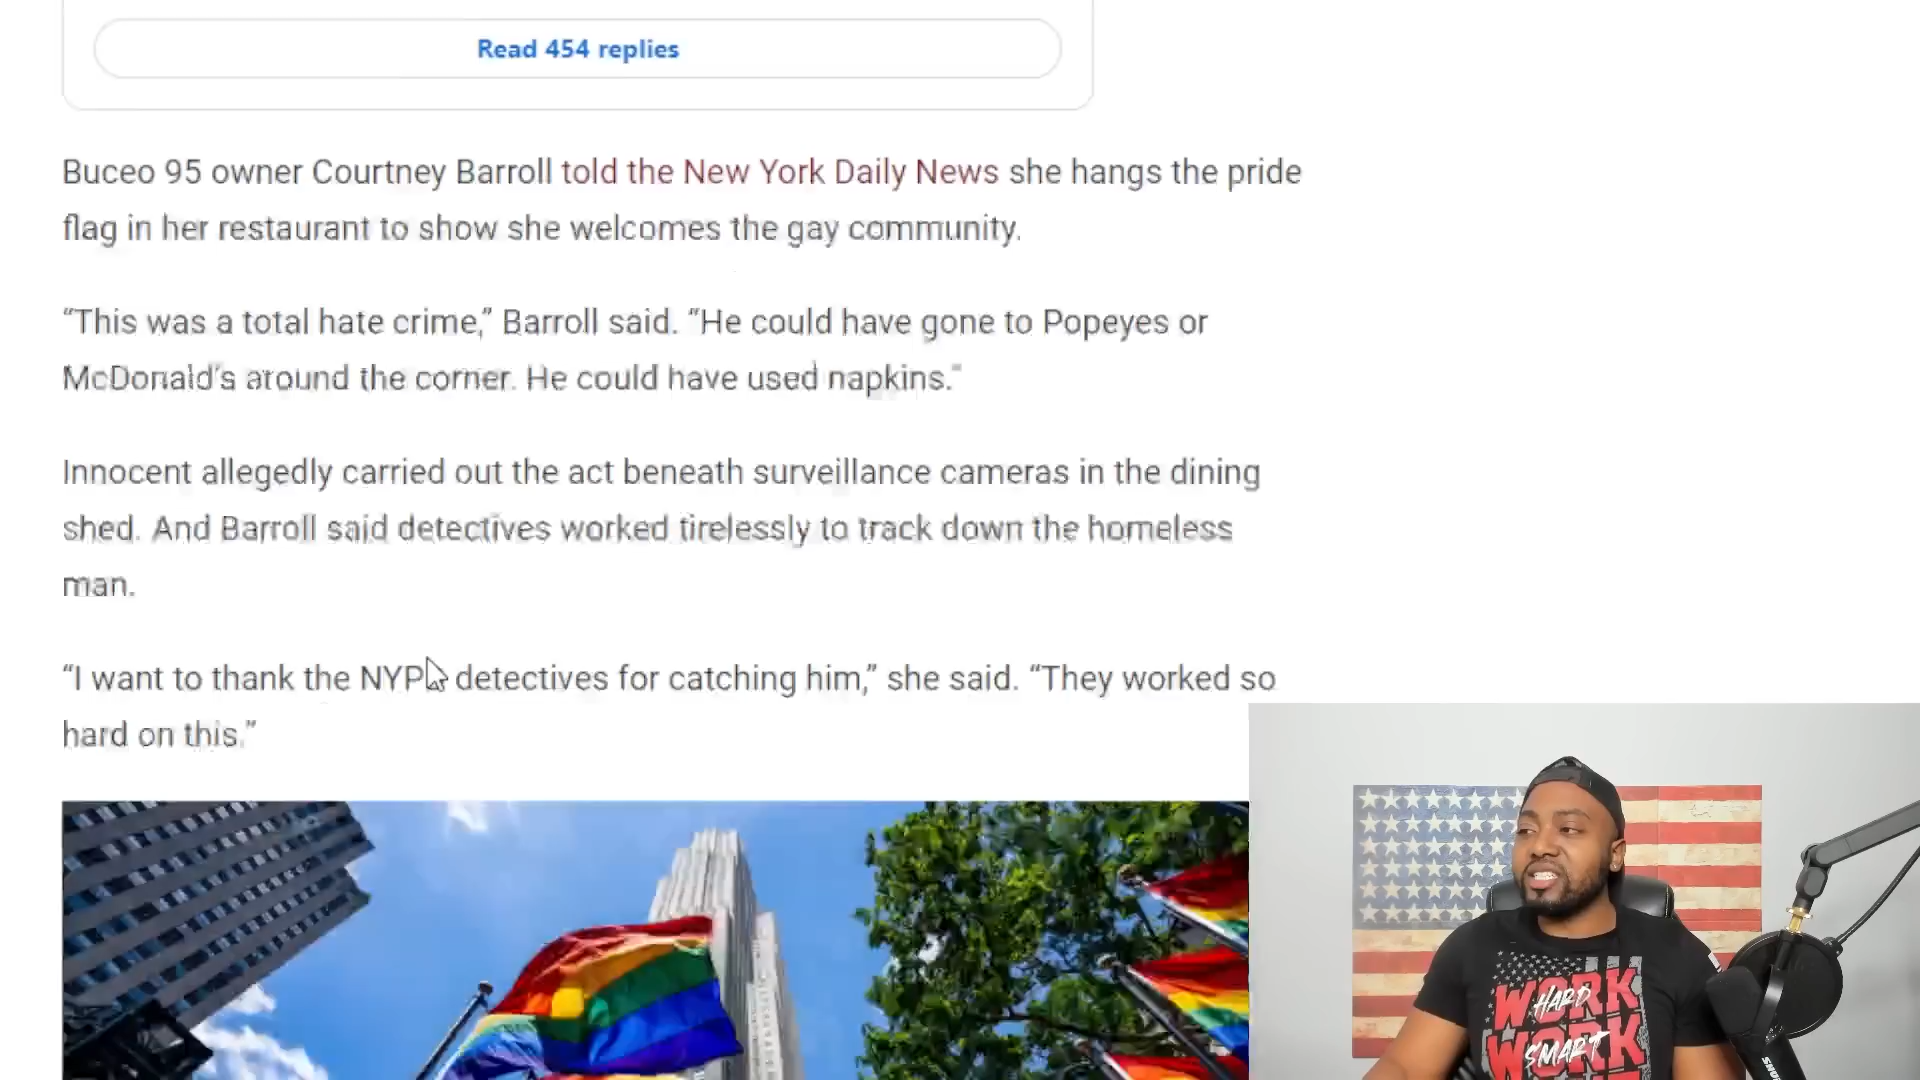 Read 454 replies
Buceo 95 owner Courtney Barroll told the New York Daily News she hangs the pride
flag in her restaurant to show she welcomes the gay community.
“This was a total hate crime,” Barroll said. “He could have gone to Popeyes or
McDonald’s around the corner. He could have used napkins.”
Innocent allegedly carried out the act beneath surveillance cameras in the dining
shed. And Barroll said detectives worked tirelessly to track down the homeless
man.
“I want to thank the NYP detectives for catching him,” she said. “They worked so
hard on this.”
WORK
HARD
WORK
SMART